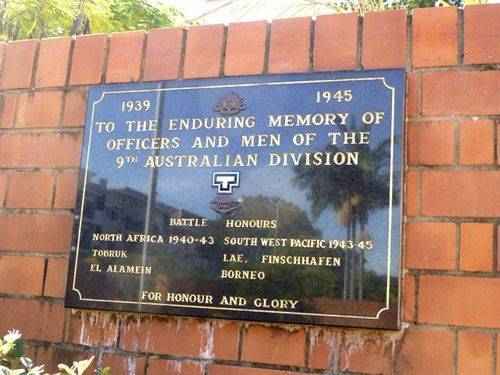 1939 1945
TO THE ENDURING MEMORY OF
OFFICERS AND MEN OF THE
9TH AUSTRALIAN DIVISION
T
BATTLE HONOURS
NORTH AFRICA 1940-43 SOUTH WEST PACIFIC 1943-45
TOBRUK LAE, FINSCHHAFEN
EL ALAMEIN BORNEO
FOR HONOUR AND GLORY